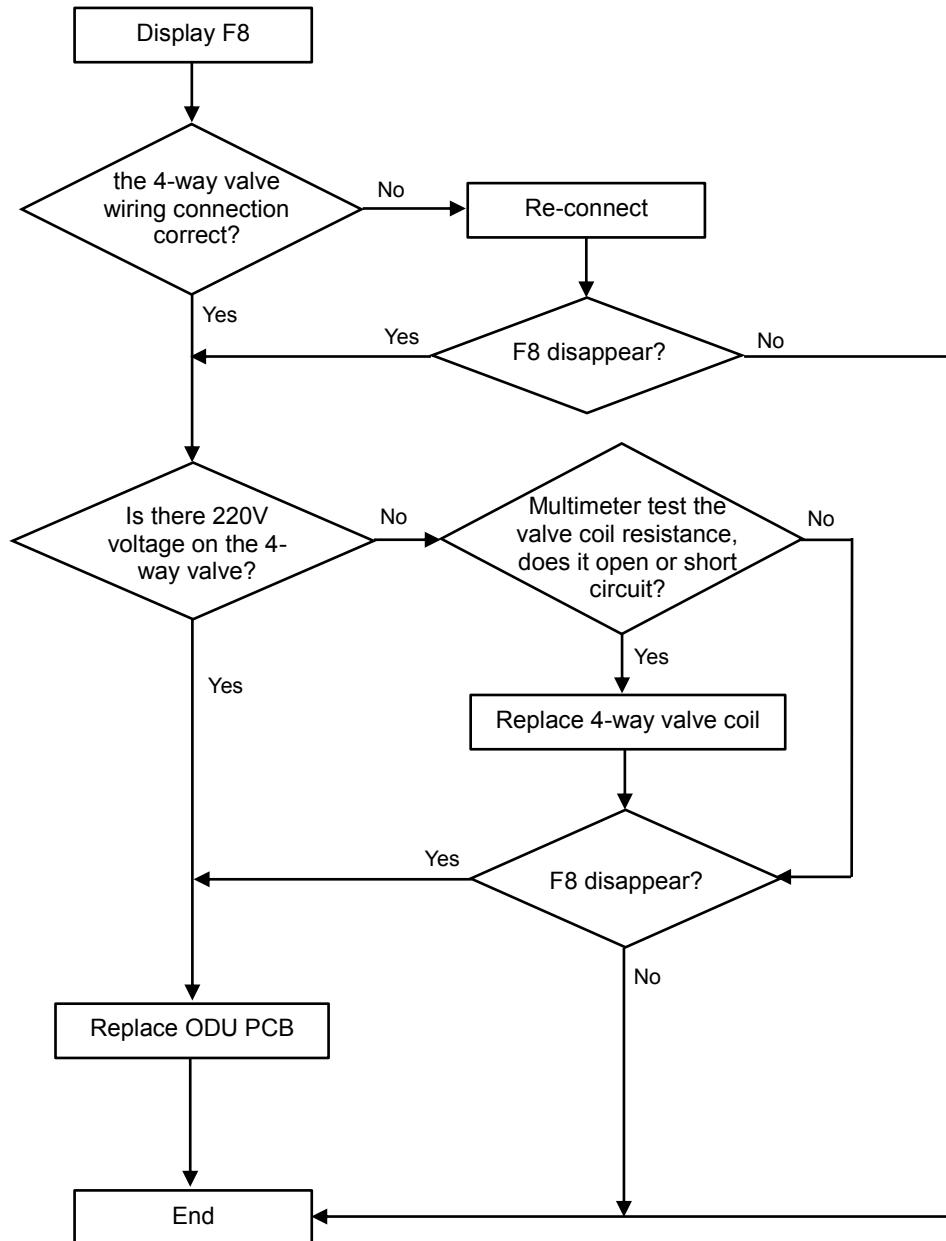 Display F8
the 4-way valve
wiring connection
correct?
No
Re-connect
Yes
Yes
F8 disappear?
No
Is there 220V
voltage on the 4-
way valve?
No
Multimeter test the
valve coil resistance,
does it open or short
circuit?
No
Yes
Yes
Replace 4-way valve coil
Yes
F8 disappear?
No
Replace ODU PCB
End